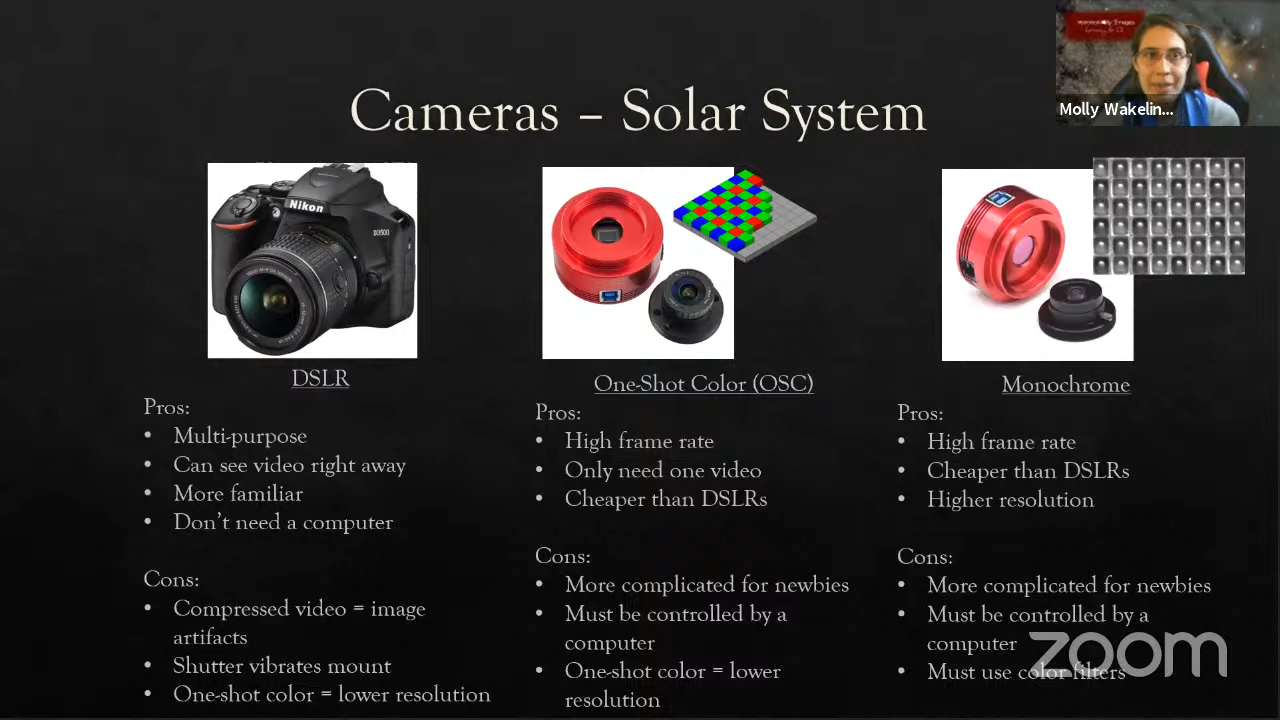 Cameras – Solar System
Molly Wakelin...
Nikon
D3500
DSLR
Pros:
• Multi-purpose
• Can see video right away
• More familiar
• Don't need a computer
Cons:
• Compressed video = image
artifacts
• Shutter vibrates mount
• One-shot color = lower resolution
One-Shot Color (OSC)
Pros:
• High frame rate
• Only need one video
• Cheaper than DSLRs
Cons:
• More complicated for newbies
• Must be controlled by a
computer
• One-shot color = lower
resolution
Monochrome
Pros:
• High frame rate
• Cheaper than DSLRs
• Higher resolution
Cons:
• More complicated for newbies
• Must be controlled by a
computer
• Must use color filters
zoom